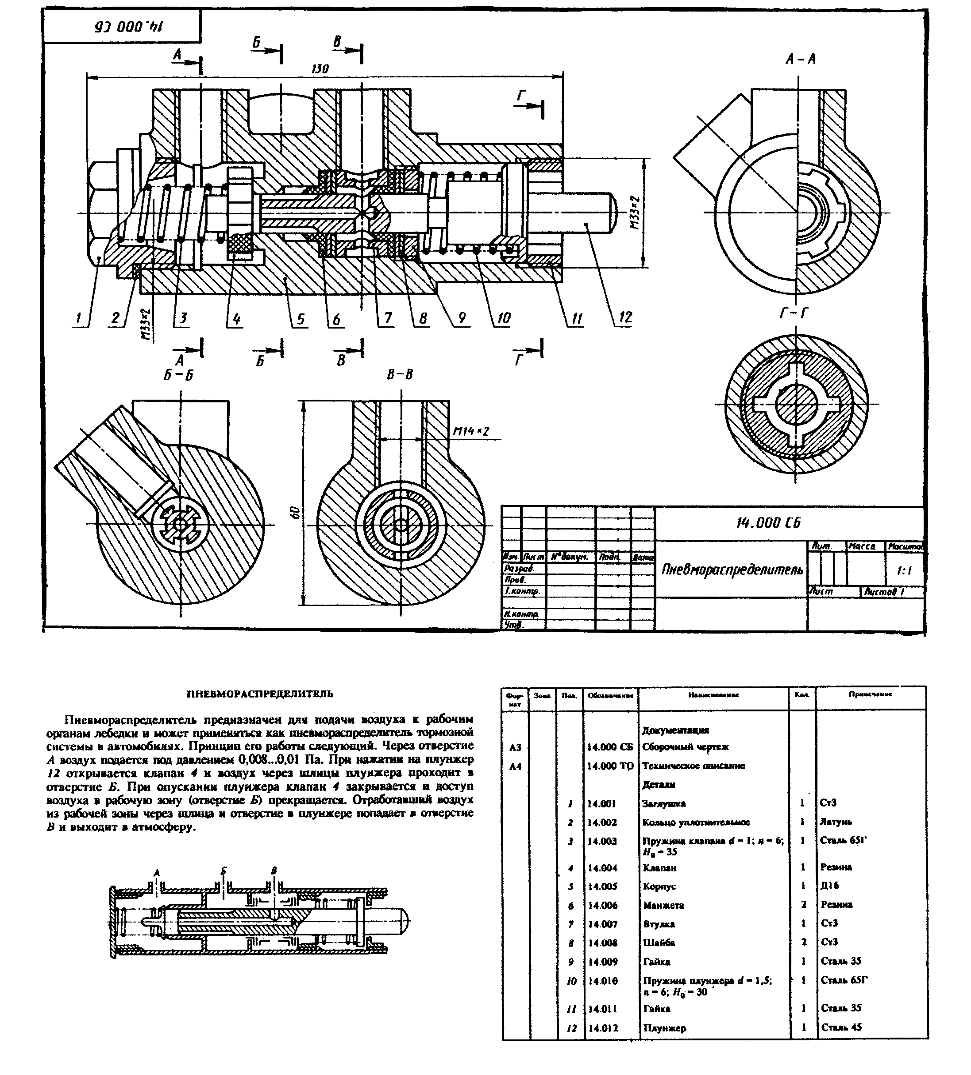 14.000 СБ
А
Б
В
130
Г
А-А
М33×2
М33×2
1
2
3
4
5
6
7
8
9
10
11
12
А
Б
В
Г
Г-Г
Б-Б
В-В
М14×2
60
14.000 СБ
Лит. Масса Масштаб
Изм Лист № докум. Подп. Дата
Разраб.
Пневмораспределитель
1:1
Пров.
Т.контр.
Лист Листов 1
Н.контр.
Утв.
ПНЕВМОРАСПРЕДЕЛИТЕЛЬ
Пневмораспределитель предназначен для подачи воздуха к рабочим
органам лебедки и может применяться как пневмораспределитель тормозной
системы в автомобилях. Принцип его работы следующий. Через отверстие
А воздух подается под давлением 0,008...0,01 Па. При нажатии на плунжер
12 открывается клапан 4 и воздух через шлицы плунжера проходит в
отверстие Б. При опускании плунжера клапан 4 закрывается и доступ
воздуха в рабочую зону (отверстие Б) прекращается. Отработавший воздух
из рабочей зоны через шлица и отверстие в плунжере попадает в отверстие
В и выходит в атмосферу.
А Б В
Фор-мат Зона Поз. Обозначение Наименование Кол. Примечание
Документация
А3 14.000 СБ Сборочный чертеж
А4 14.000 ТО Техническое описание
Детали
1 14.001 Заглушка 1 Ст3
2 14.002 Кольцо уплотнительное 1 Латунь
3 14.003 Пружина клапана d = 1; n = 6; 1 Сталь 65Г
H₀ = 35
4 14.004 Клапан 1 Резина
5 14.005 Корпус 1 Д16
6 14.006 Манжета 2 Резина
7 14.007 Втулка 1 Ст3
8 14.008 Шайба 2 Ст3
9 14.009 Гайка 1 Сталь 35
10 14.010 Пружина плунжера d = 1,5; 1 Сталь 65Г
n = 6; H₀ = 30
11 14.011 Гайка 1 Сталь 35
12 14.012 Плунжер 1 Сталь 45